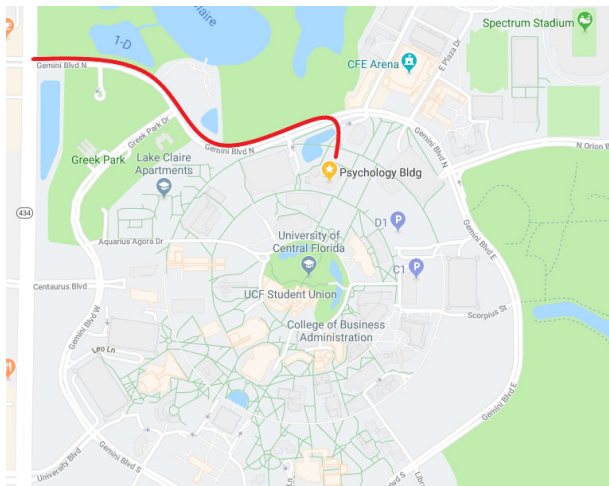 Claire
Spectrum Stadium
1-D
E Plaza Dr
Gemini Blvd N
CFE Arena
Greek Park Dr
Gemini Blvd N
Gemini Blvd N
N Orion B
Greek Park
Lake Claire
Apartments
Psychology Bldg
434
D1
P
University of
Central Florida
Aquarius Agora Dr
Gemini Blvd E
C1
P
Centaurus Blvd
UCF Student Union
Scorpius St
Gemini Blvd W
College of Business
Administration
Leo Ln
Gemini Blvd E
University Blvd
Gemini Blvd S
vd S
Libr